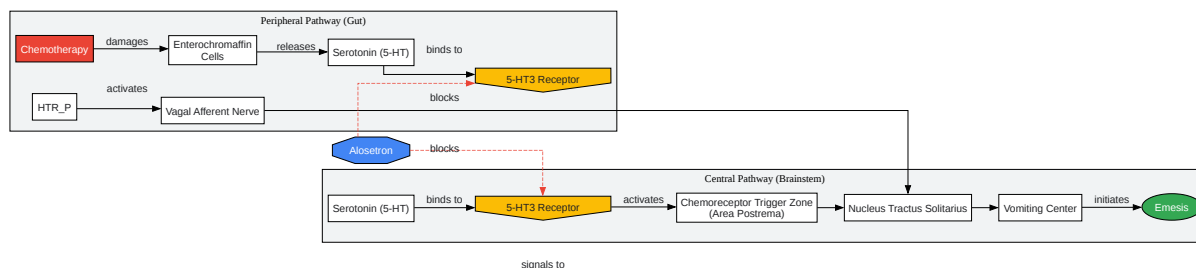 Peripheral Pathway (Gut)
Chemotherapy
damages
Enterochromaffin
Cells
releases
Serotonin (5-HT)
binds to
5-HT3 Receptor
HTR_P
activates
Vagal Afferent Nerve
blocks
Alosetron
blocks
Central Pathway (Brainstem)
Serotonin (5-HT)
binds to
5-HT3 Receptor
activates
Chemoreceptor Trigger Zone
(Area Postrema)
Nucleus Tractus Solitarius
Vomiting Center
initiates
Emesis
signals to